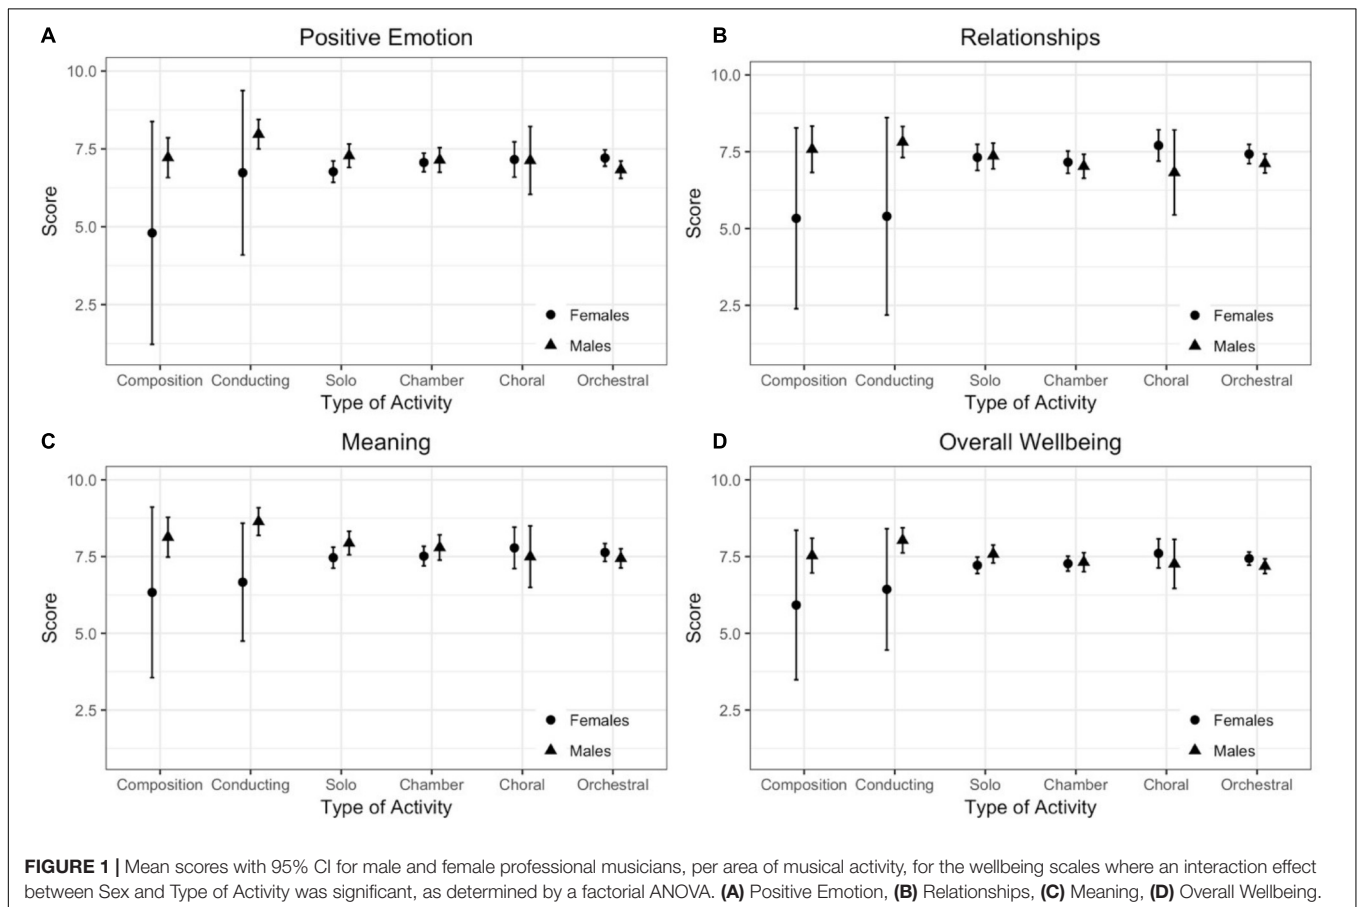 A
Positive Emotion
10.0
7.5
5.0
2.5
Score
Females
Males
Composition Conducting Solo Chamber Choral Orchestral
Type of Activity
B
Relationships
10.0
7.5
5.0
2.5
Score
Females
Males
Composition Conducting Solo Chamber Choral Orchestral
Type of Activity
C
Meaning
10.0
7.5
5.0
2.5
Score
Females
Males
Composition Conducting Solo Chamber Choral Orchestral
Type of Activity
D
Overall Wellbeing
10.0
7.5
5.0
2.5
Score
Females
Males
Composition Conducting Solo Chamber Choral Orchestral
Type of Activity
FIGURE 1 | Mean scores with 95% CI for male and female professional musicians, per area of musical activity, for the wellbeing scales where an interaction effect
between Sex and Type of Activity was significant, as determined by a factorial ANOVA. (A) Positive Emotion, (B) Relationships, (C) Meaning, (D) Overall Wellbeing.